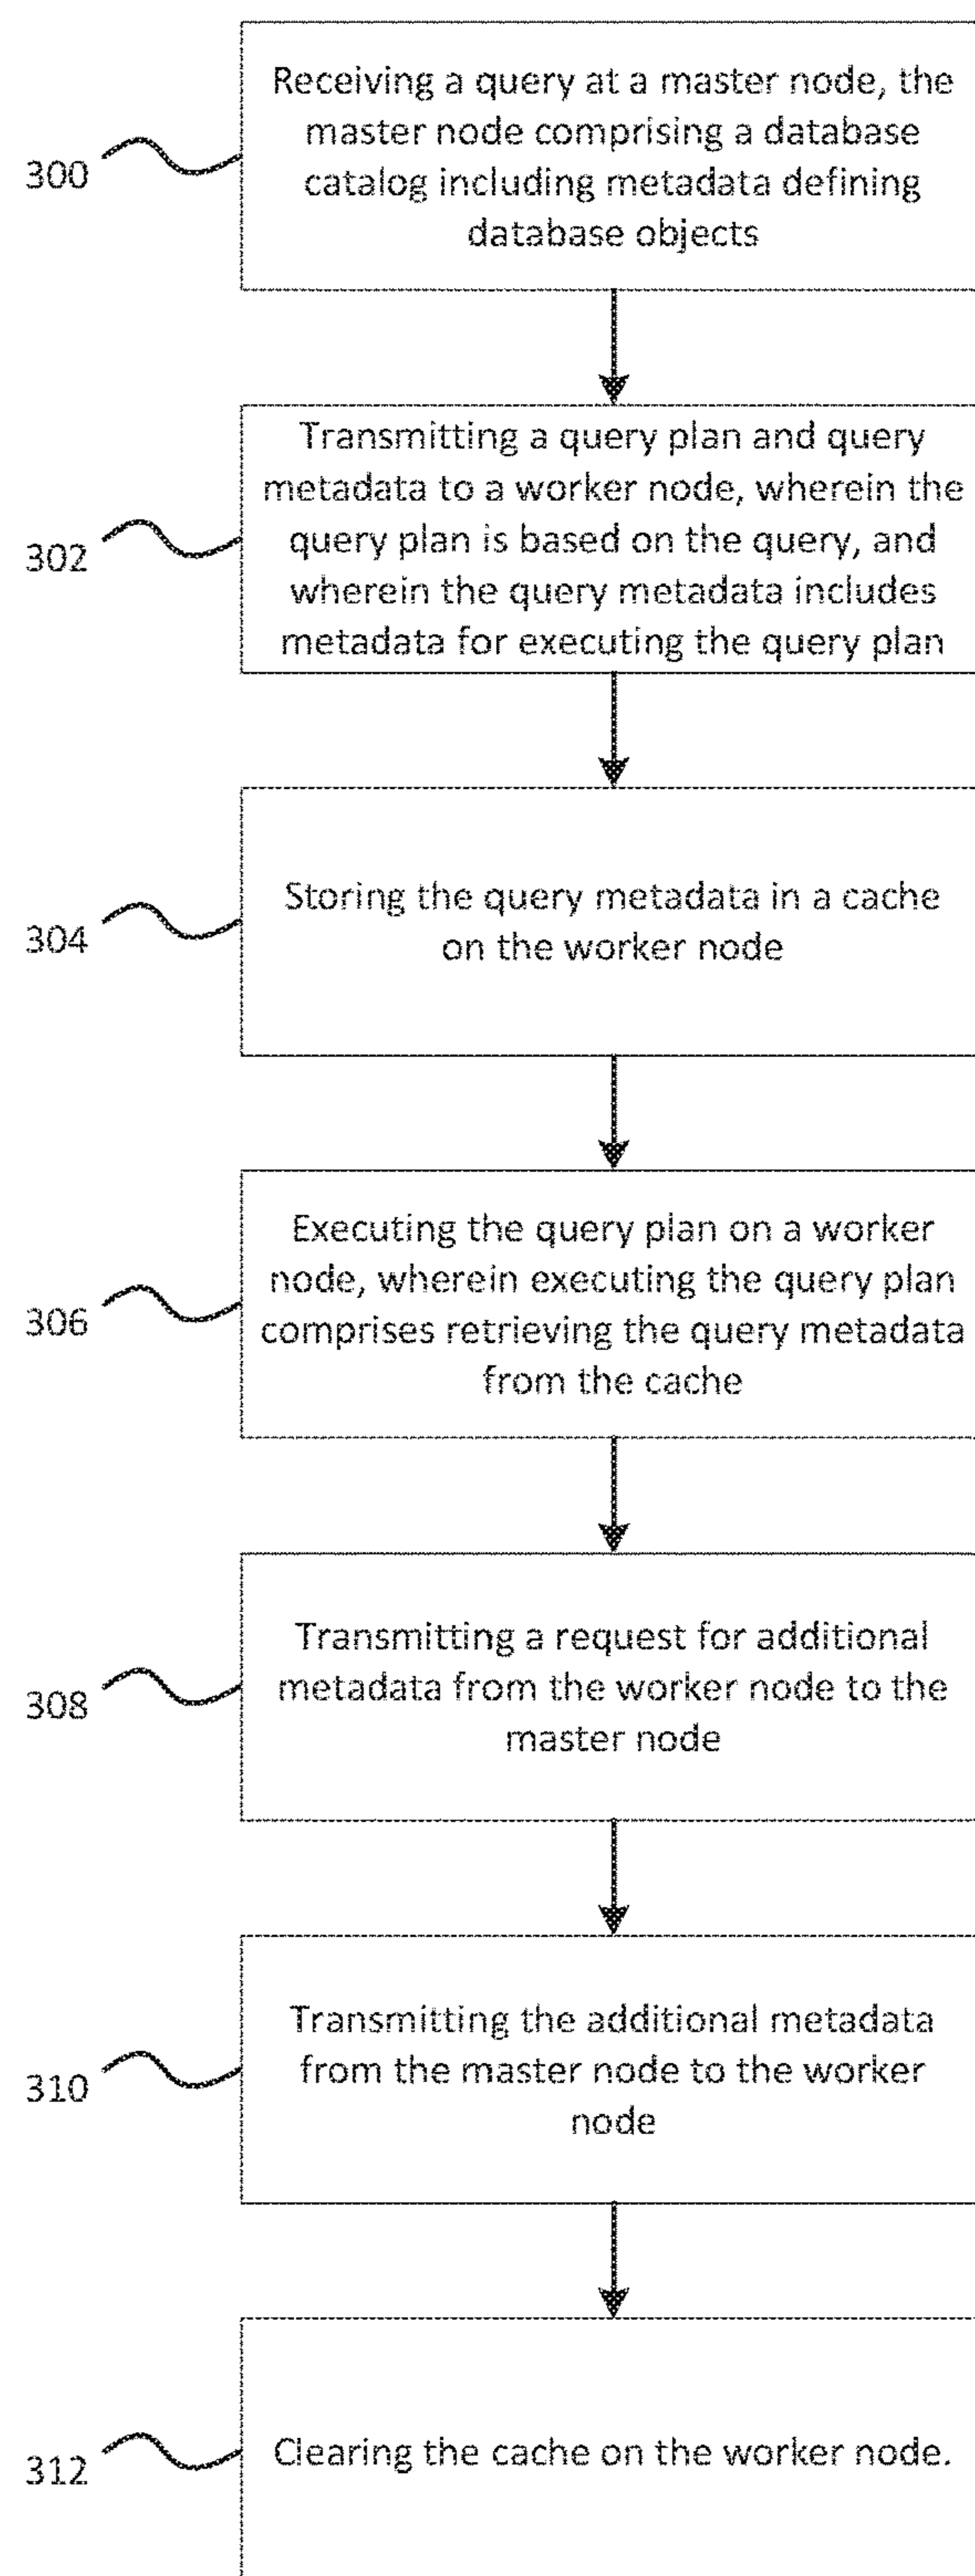 Receiving a query at a master node, the
master node comprising a database
catalog including metadata defining
database objects
300
Transmitting a query plan and query
metadata to a worker node, wherein the
query plan is based on the query, and
wherein the query metadata includes
metadata for executing the query plan
302
Storing the query metadata in a cache
on the worker node
304
Executing the query plan on a worker
node, wherein executing the query plan
comprises retrieving the query metadata
from the cache
306
Transmitting a request for additional
metadata from the worker node to the
master node
308
Transmitting the additional metadata
from the master node to the worker
node
310
Clearing the cache on the worker node.
312